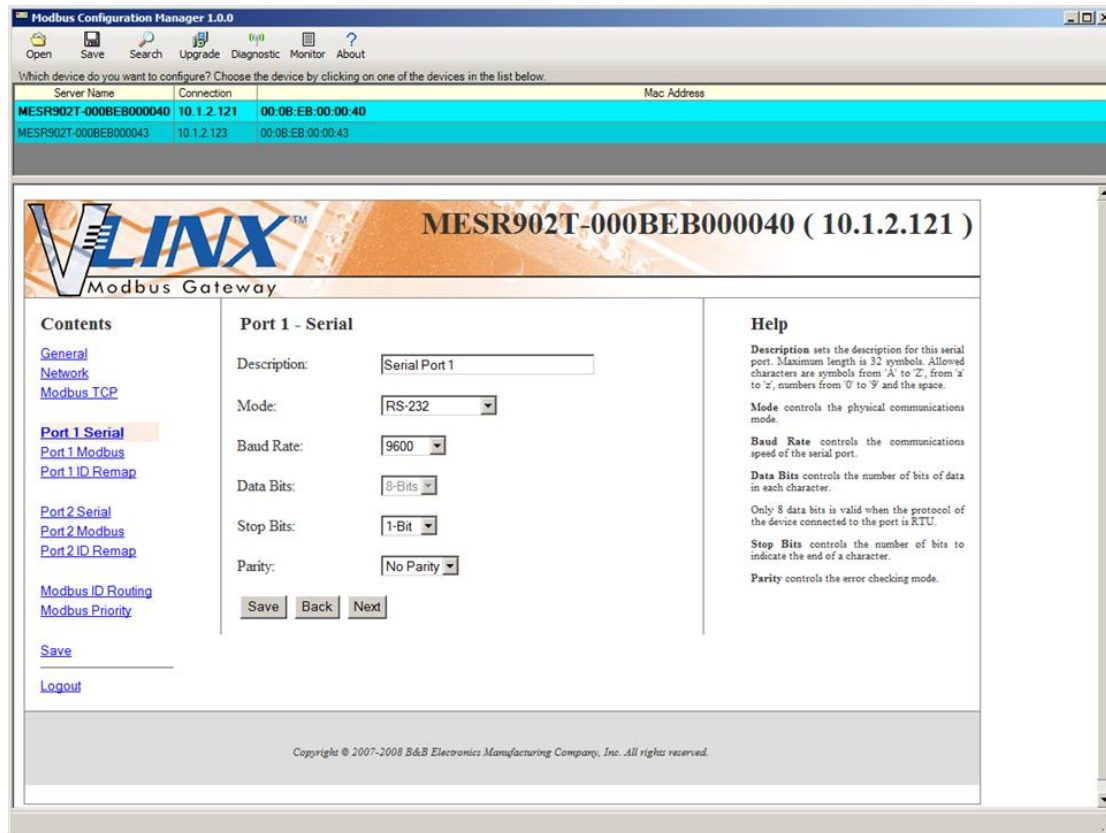 Modbus Configuration Manager 1.0.0
Open Save Search Upgrade Diagnostic Monitor About
Which device do you want to configure? Choose the device by clicking on one of the devices in the list below.
Server Name Connection Mac Address
MESR902T-000BEB000040 10.1.2.121 00:0B:EB:00:00:40
MESR902T-000BEB000043 10.1.2.123 00:0B:EB:00:00:43
VLINX™
Modbus Gateway
MESR902T-000BEB000040 ( 10.1.2.121 )
Contents
General
Network
Modbus TCP
Port 1 Serial
Port 1 Modbus
Port 1 ID Remap
Port 2 Serial
Port 2 Modbus
Port 2 ID Remap
Modbus ID Routing
Modbus Priority
Save
Logout
Port 1 - Serial
Description: Serial Port 1
Mode: RS-232
Baud Rate: 9600
Data Bits: 8-Bits
Stop Bits: 1-Bit
Parity: No Parity
Save Back Next
Help
Description sets the description for this serial
port. Maximum length is 32 symbols. Allowed
characters are symbols from 'A' to 'Z', from 'a'
to 'z', numbers from '0' to '9' and the space.
Mode controls the physical communications
mode.
Baud Rate controls the communications
speed of the serial port.
Data Bits controls the number of bits of data
in each character.
Only 8 data bits is valid when the protocol of
the device connected to the port is RTU.
Stop Bits controls the number of bits to
indicate the end of a character.
Parity controls the error checking mode.
Copyright © 2007-2008 B&B Electronics Manufacturing Company, Inc. All rights reserved.